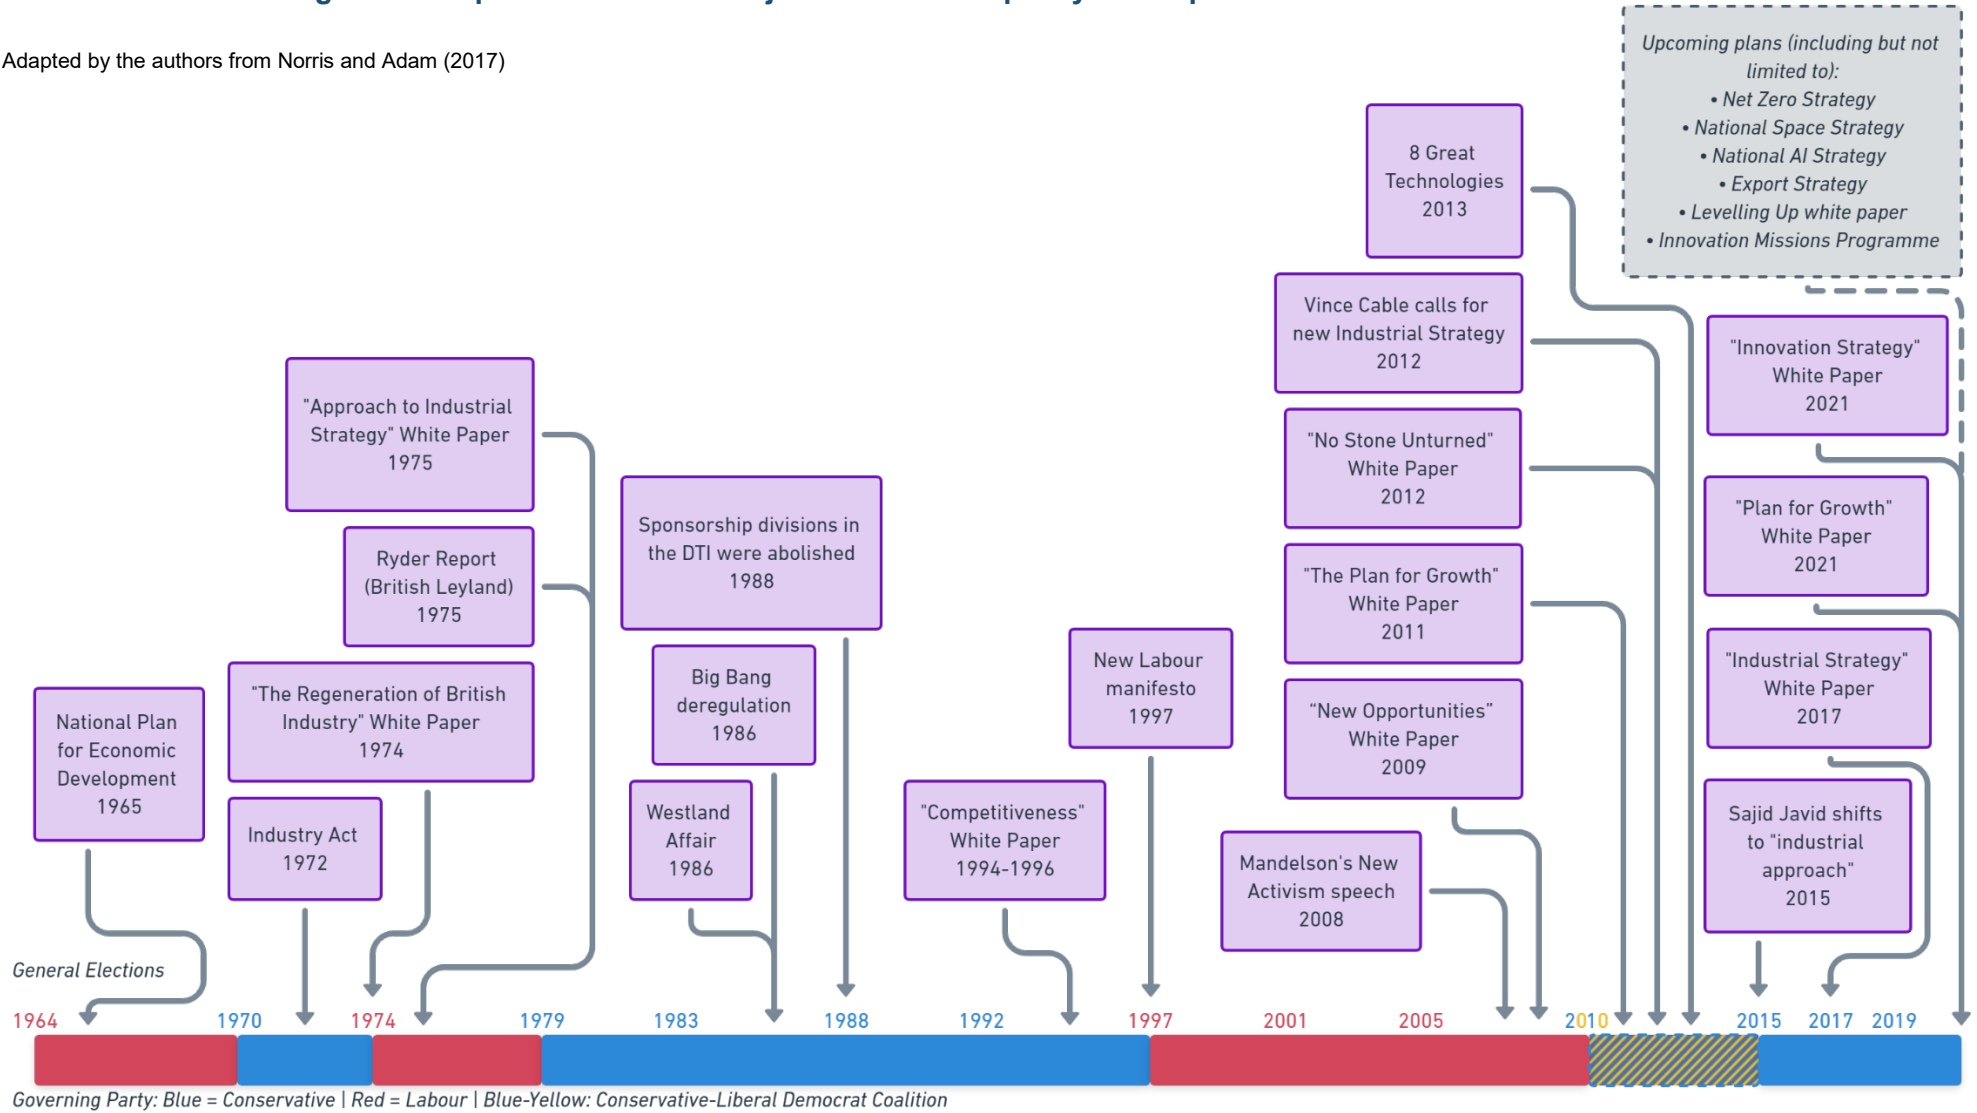 Adapted by the authors from Norris and Adam (2017)
Upcoming plans (including but not
limited to):
• Net Zero Strategy
• National Space Strategy
• National AI Strategy
• Export Strategy
• Levelling Up white paper
• Innovation Missions Programme
8 Great
Technologies
2013
Vince Cable calls for
new Industrial Strategy
2012
"Innovation Strategy"
White Paper
2021
"Approach to Industrial
Strategy" White Paper
1975
"No Stone Unturned"
White Paper
2012
Sponsorship divisions in
the DTI were abolished
1988
"Plan for Growth"
White Paper
2021
Ryder Report
(British Leyland)
1975
"The Plan for Growth"
White Paper
2011
New Labour
manifesto
1997
"Industrial Strategy"
White Paper
2017
"The Regeneration of British
Industry" White Paper
1974
Big Bang
deregulation
1986
“New Opportunities”
White Paper
2009
National Plan
for Economic
Development
1965
Industry Act
1972
Westland
Affair
1986
"Competitiveness"
White Paper
1994-1996
Mandelson's New
Activism speech
2008
Sajid Javid shifts
to "industrial
approach"
2015
General Elections
1964 1970 1974 1979 1983 1988 1992 1997 2001 2005 2010 2015 2017 2019
Governing Party: Blue = Conservative | Red = Labour | Blue-Yellow: Conservative-Liberal Democrat Coalition